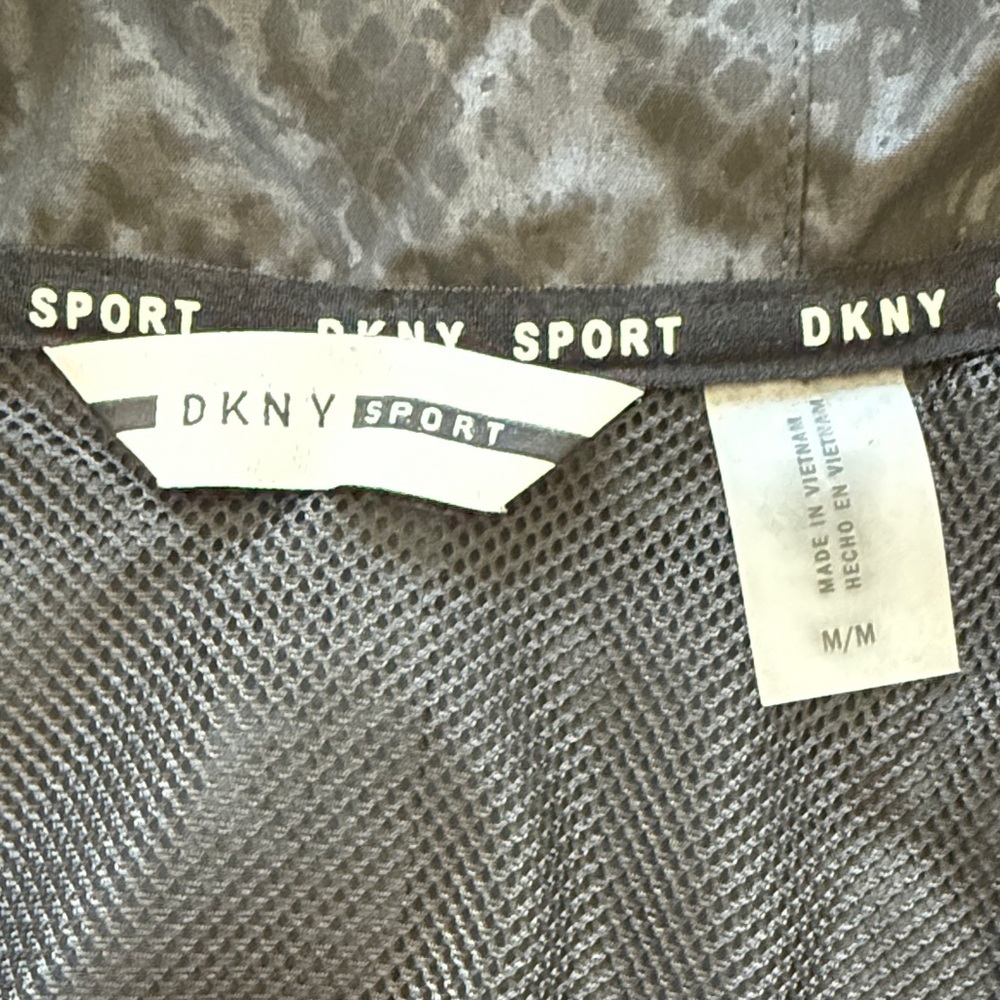 SPORT DKNY SPORT DKNY
DKNY SPORT
MADE IN VIETNAM
HECHO EN VIETNAM
M/M